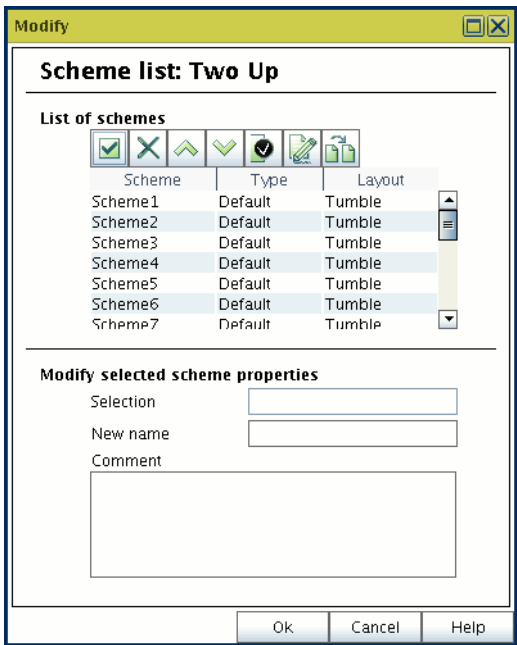 Modify
Scheme list: Two Up
List of schemes
Scheme Type Layout
Scheme1 Default Tumble
Scheme2 Default Tumble
Scheme3 Default Tumble
Scheme4 Default Tumble
Scheme5 Default Tumble
Scheme6 Default Tumble
Scheme7 Default Tumble
Modify selected scheme properties
Selection
New name
Comment
Ok Cancel Help